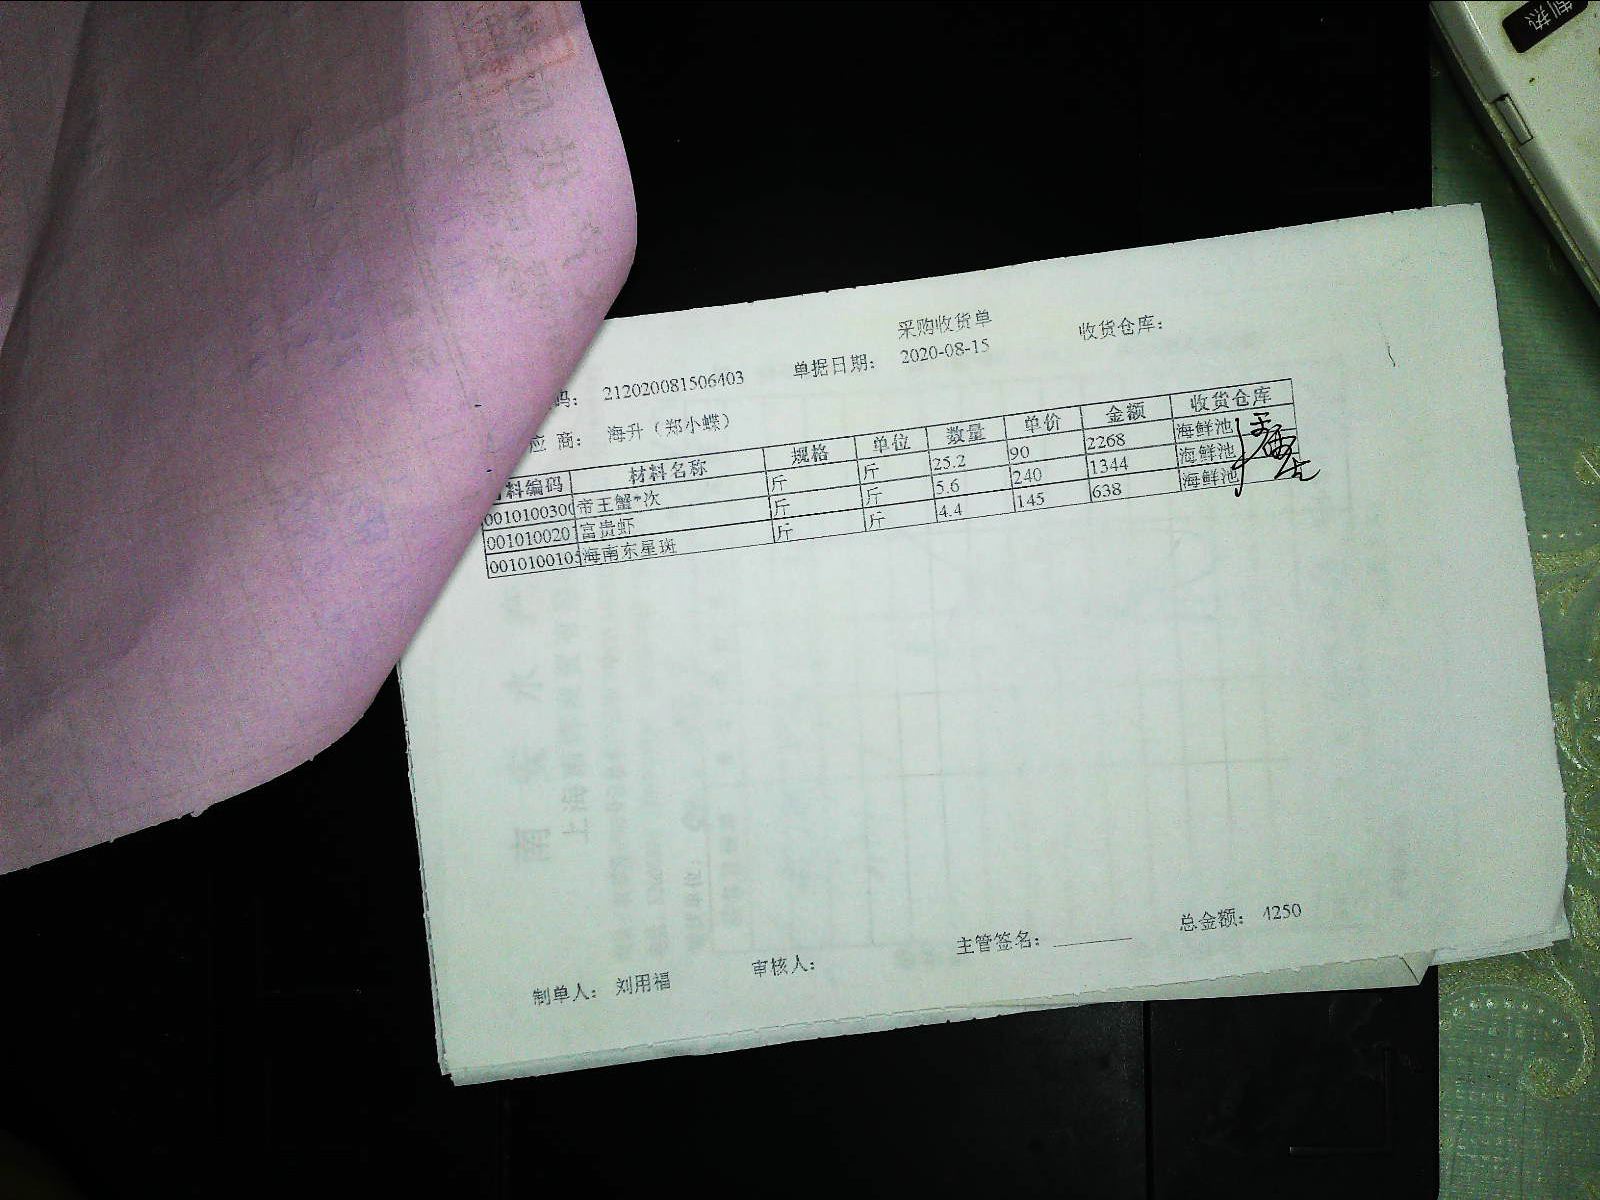 采购收货单
码： 212020081506403 单据日期： 2020-08-15 收货仓库：
应 商： 海升（郑小蝶）
料编码 材料名称 规格 单位 数量 单价 金额 收货仓库
001010030 帝王蟹*次 斤 斤 25.2 90 2268 海鲜池
00101002 富贵虾 斤 斤 5.6 240 1344 海鲜池
001010010 海南东星斑 斤 斤 4.4 145 638 海鲜池
制单人： 刘用福 审核人： 主管签名： 总金额： 4250
制热